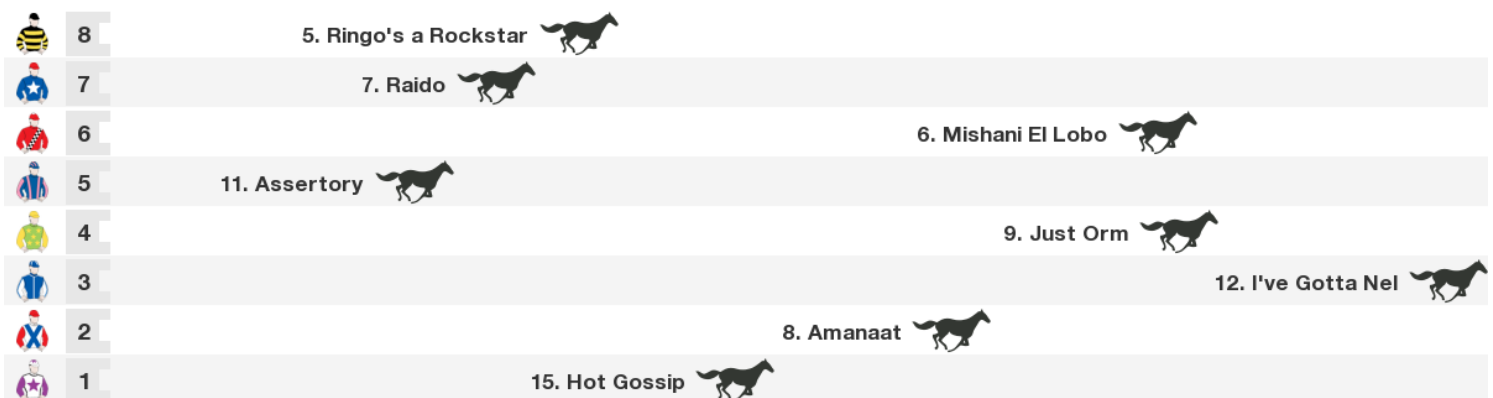 8 5. Ringo's a Rockstar
7 7. Raido
6 6. Mishani El Lobo
5 11. Assertory
4 9. Just Orm
3 12. I've Gotta Nel
2 8. Amanaat
1 15. Hot Gossip